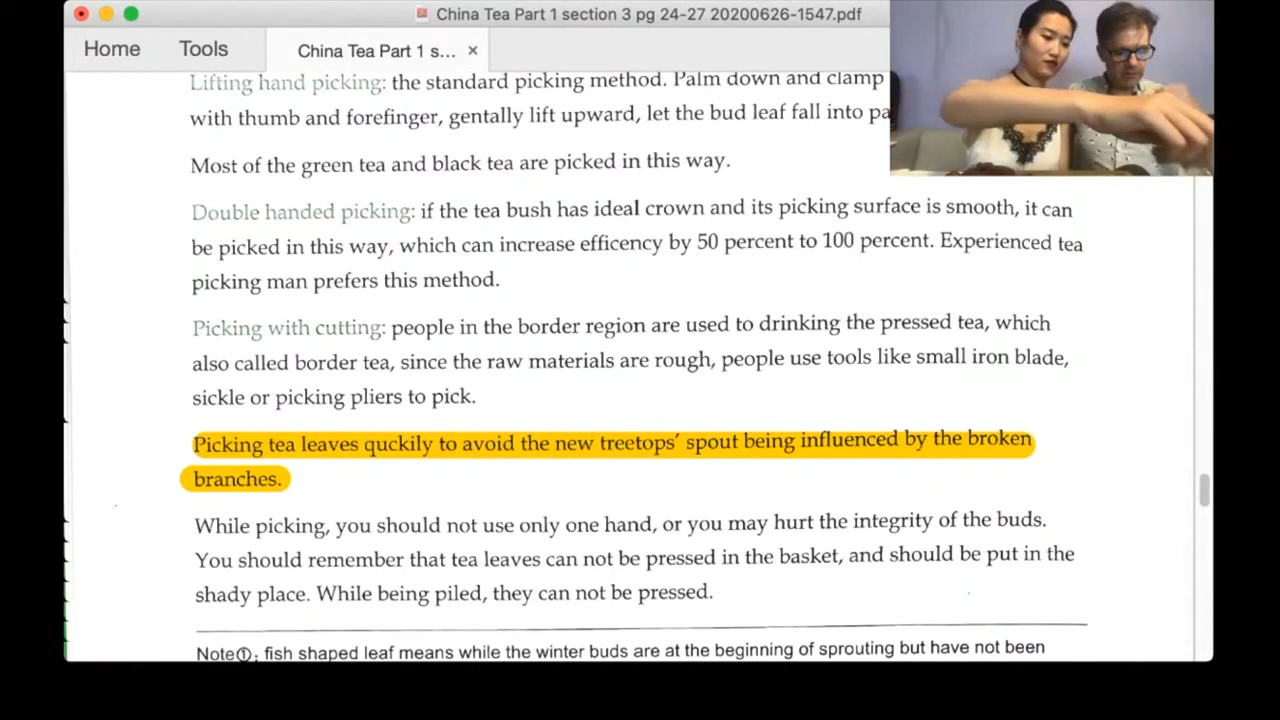 China Tea Part 1 section 3 pg 24-27 20200626-1547.pdf
Home Tools China Tea Part 1 s... ×
Lifting hand picking: the standard picking method. Palm down and clamp
with thumb and forefinger, gentally lift upward, let the bud leaf fall into pa
Most of the green tea and black tea are picked in this way.
Double handed picking: if the tea bush has ideal crown and its picking surface is smooth, it can
be picked in this way, which can increase efficency by 50 percent to 100 percent. Experienced tea
picking man prefers this method.
Picking with cutting: people in the border region are used to drinking the pressed tea, which
also called border tea, since the raw materials are rough, people use tools like small iron blade,
sickle or picking pliers to pick.
Picking tea leaves quckily to avoid the new treetops' spout being influenced by the broken
branches.
While picking, you should not use only one hand, or you may hurt the integrity of the buds.
You should remember that tea leaves can not be pressed in the basket, and should be put in the
shady place. While being piled, they can not be pressed.
Note①: fish shaped leaf means while the winter buds are at the beginning of sprouting but have not been